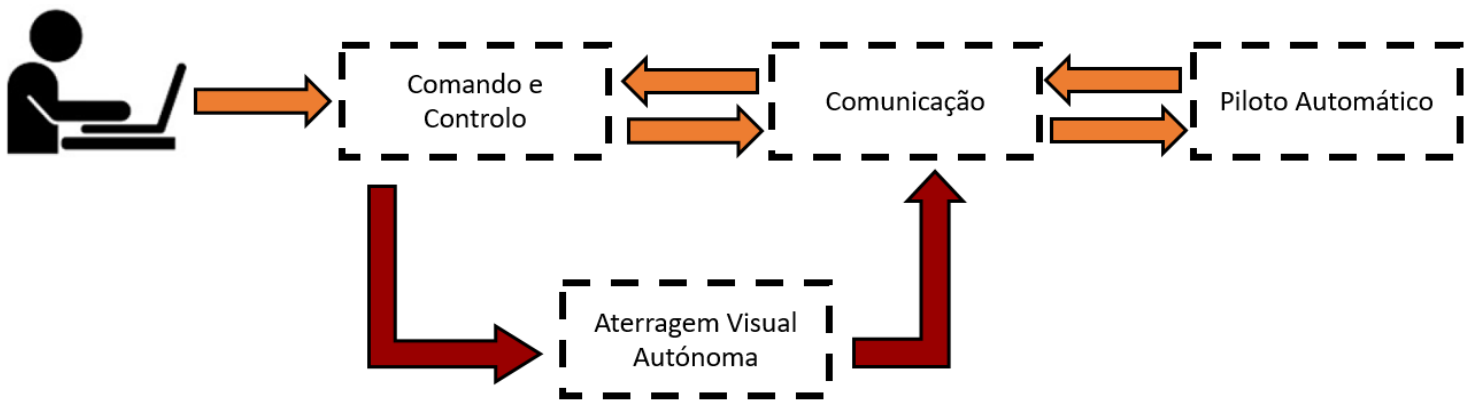 Comando e
Controlo
Comunicação
Piloto Automático
Aterragem Visual
Autónoma